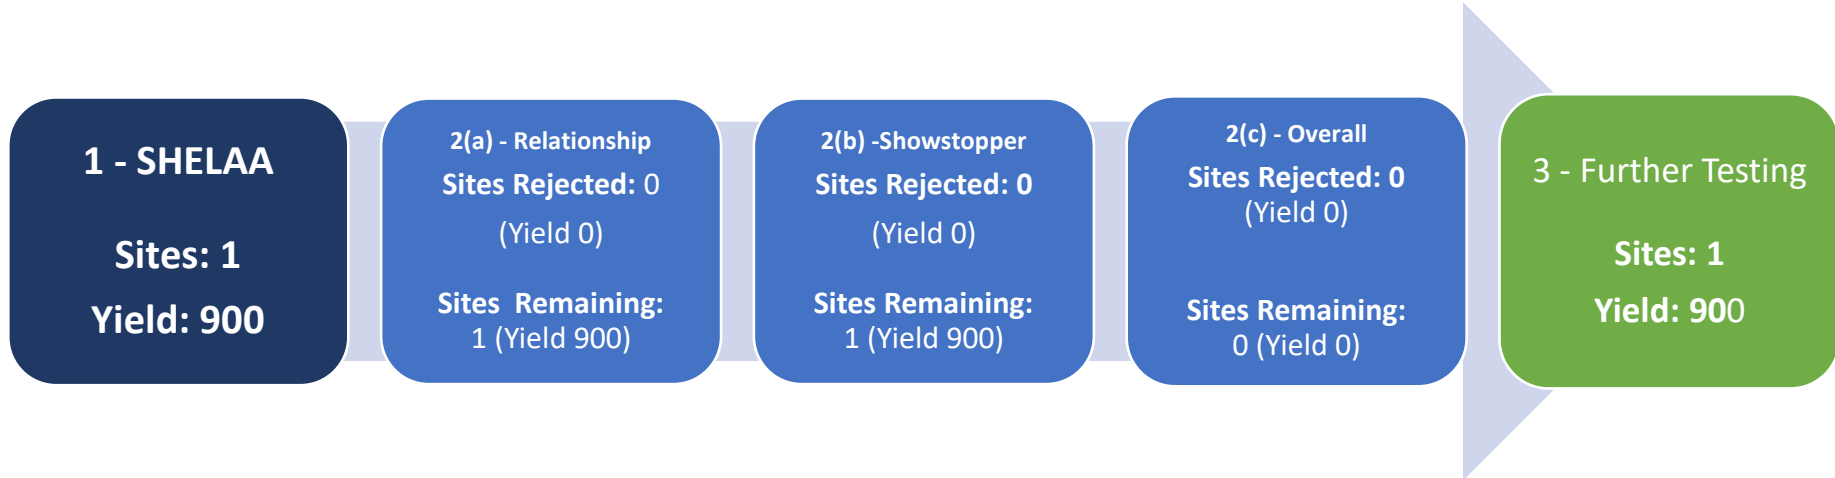 1 - SHELAA
Sites: 1
Yield: 900
2(a) - Relationship
Sites Rejected: 0
(Yield 0)
Sites  Remaining:
1 (Yield 900)
2(b) -Showstopper
Sites Rejected: 0
(Yield 0)
Sites Remaining:
1 (Yield 900)
2(c) - Overall
Sites Rejected: 0
(Yield 0)
Sites Remaining:
0 (Yield 0)
3 - Further Testing
Sites: 1
Yield: 900